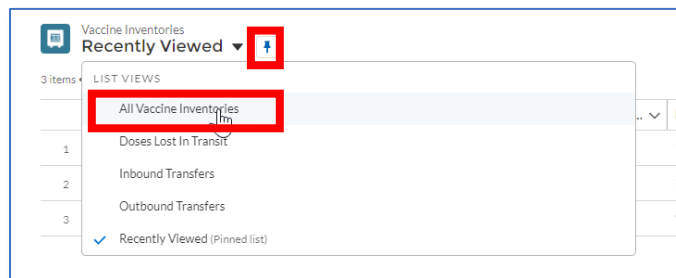 Vaccine Inventories
Recently Viewed
3 items •
LIST VIEWS
All Vaccine Inventories
Doses Lost In Transit
Inbound Transfers
Outbound Transfers
Recently Viewed (Pinned list)
1
2
3
..